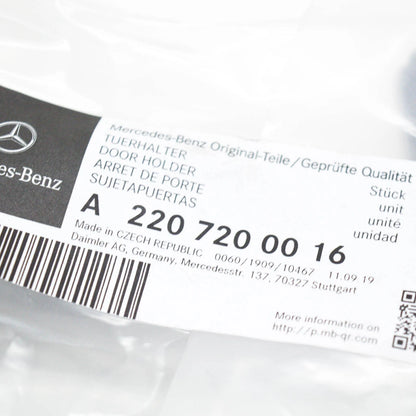 Mercedes-Benz Original-Teile/Geprüfte Qualität
TUERHALTER
DOOR HOLDER
ARRET DE PORTE
SUJETAPUERTAS
Stück
unit
unité
unidad
es-Benz
A 220 720 00 16
Made in CZECH REPUBLIC 0060/1909/10467 11.09.19
Daimler AG, Germany, Mercedesstr. 137, 70327 Stuttgart
More information on
http://p.mb-qr.com/